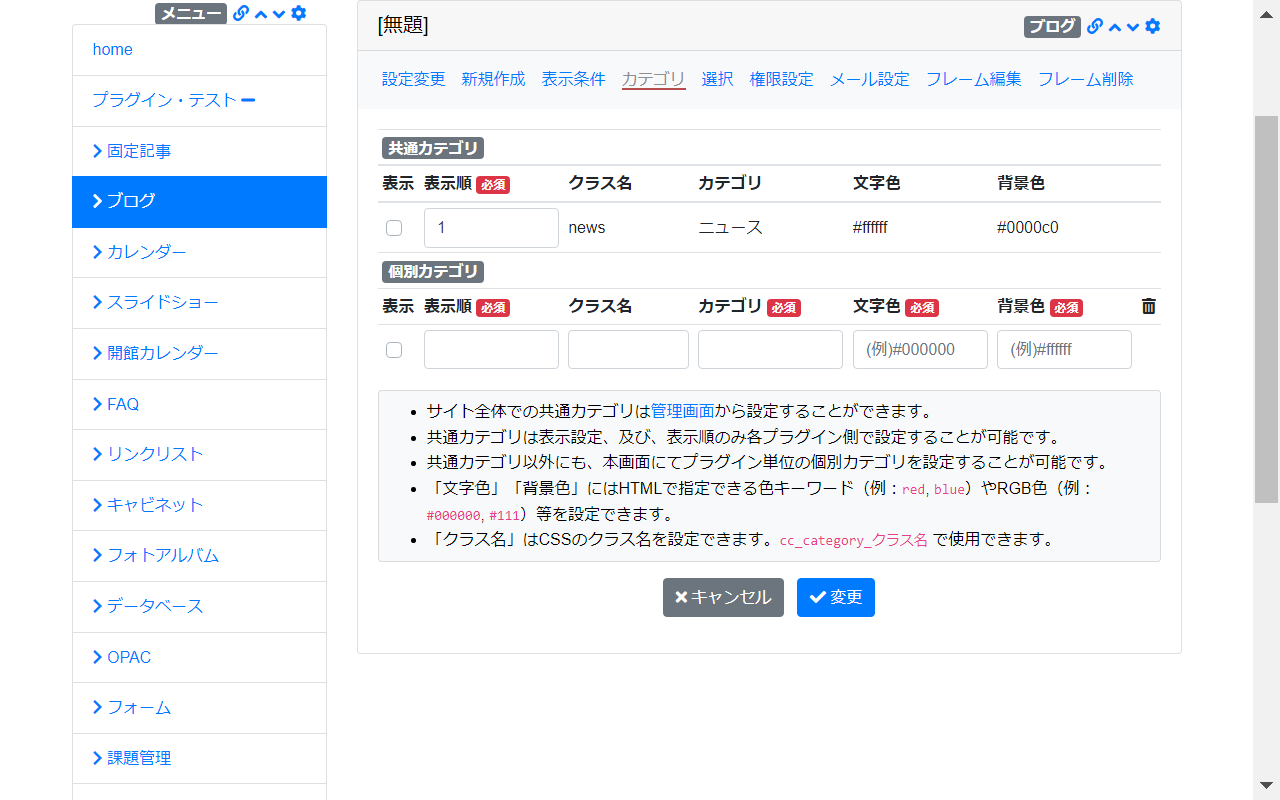 メニュー
home
プラグイン・テスト
固定記事
ブログ
カレンダー
スライドショー
開館カレンダー
FAQ
リンクリスト
キャビネット
フォトアルバム
データベース
OPAC
フォーム
課題管理
[無題] ブログ
設定変更 新規作成 表示条件 カテゴリ 選択 権限設定 メール設定 フレーム編集 フレーム削除
共通カテゴリ
表示 表示順 必須 クラス名 カテゴリ 文字色 背景色
1 news ニュース #ffffff #0000c0
個別カテゴリ
表示 表示順 必須 クラス名 カテゴリ 必須 文字色 必須 背景色 必須
(例)#000000 (例)#ffffff
サイト全体での共通カテゴリは管理画面から設定することができます。
共通カテゴリは表示設定、及び、表示順のみ各プラグイン側で設定することが可能です。
共通カテゴリ以外にも、本画面にてプラグイン単位の個別カテゴリを設定することが可能です。
「文字色」「背景色」にはHTMLで指定できる色キーワード（例：red, blue）やRGB色（例：
#000000, #111）等を設定できます。
「クラス名」はCSSのクラス名を設定できます。cc_category_クラス名 で使用できます。
キャンセル 変更